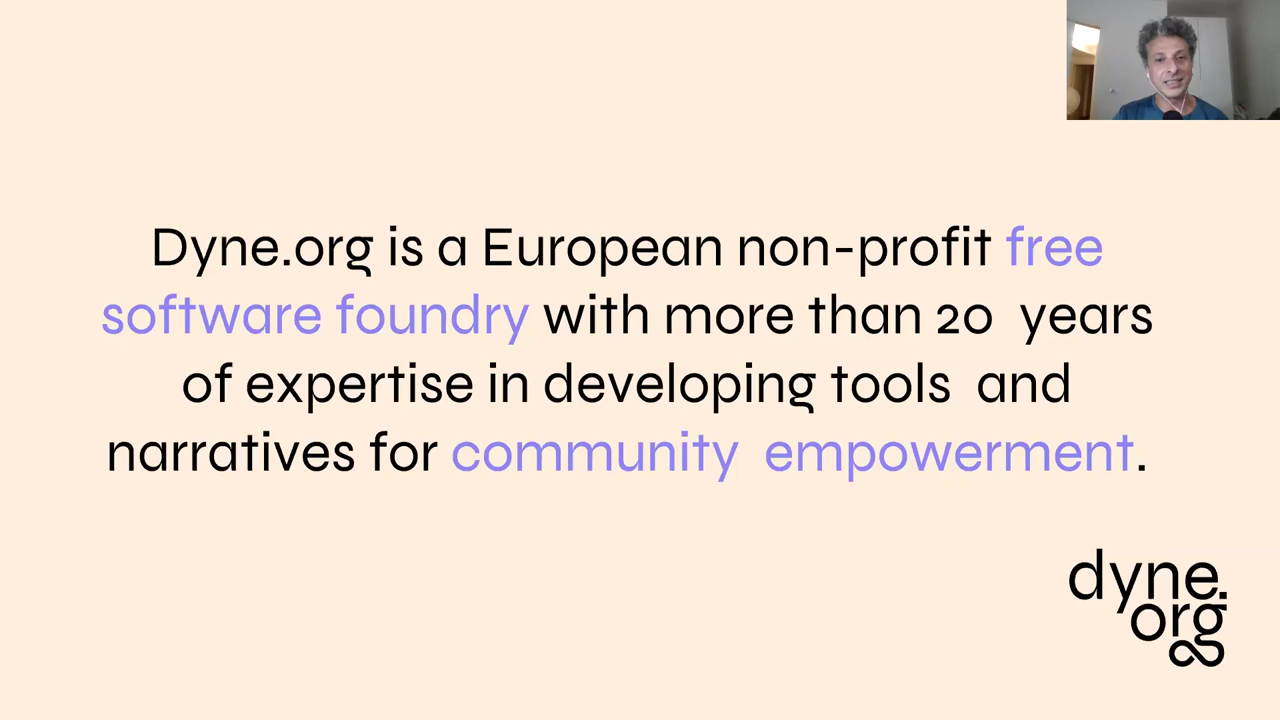 Dyne.org is a European non-profit free
software foundry with more than 20 years
of expertise in developing tools and
narratives for community empowerment.
dyne.
org